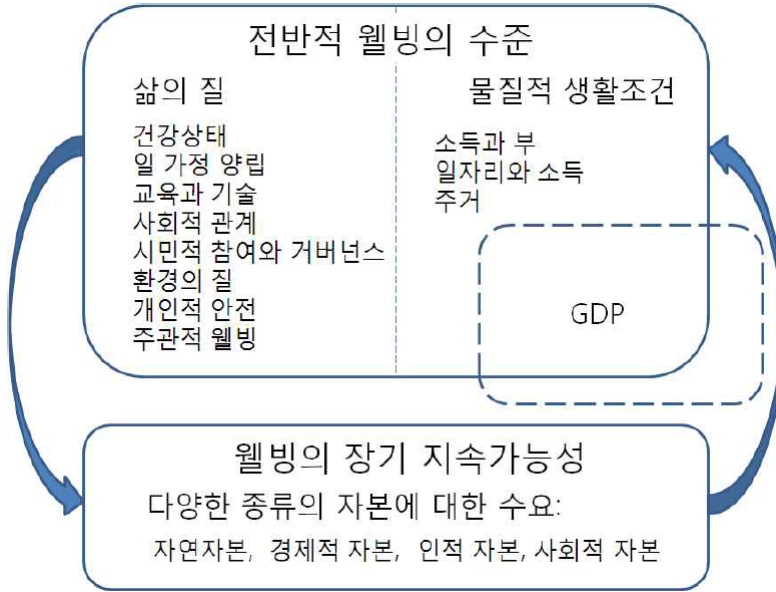 전반적 웰빙의 수준
삶의 질
건강상태
일 가정 양립
교육과 기술
사회적 관계
시민적 참여와 거버넌스
환경의 질
개인적 안전
주관적 웰빙
물질적 생활조건
소득과 부
일자리와 소득
주거
GDP
웰빙의 장기 지속가능성
다양한 종류의 자본에 대한 수요:
자연자본, 경제적 자본, 인적 자본, 사회적 자본